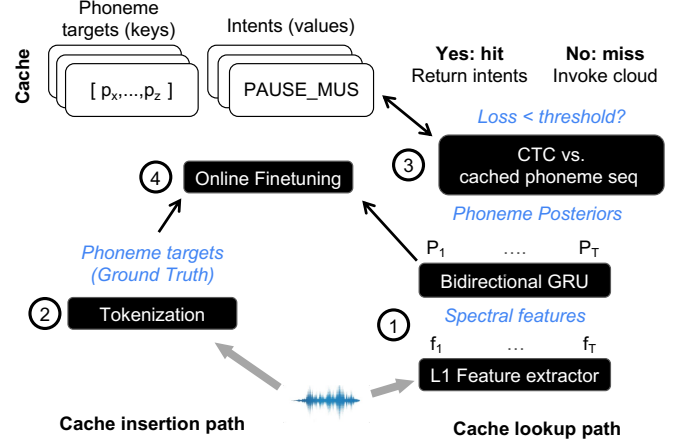 Phoneme
targets (keys)
Intents (values)
Cache
[ px,...,pz ]
PAUSE_MUS
Yes: hit
Return intents
No: miss
Invoke cloud
Loss < threshold?
3
CTC vs.
cached phoneme seq
4
Online Finetuning
Phoneme Posteriors
P1 .... PT
Bidirectional GRU
Phoneme targets
(Ground Truth)
2
Tokenization
1
Spectral features
f1 ... fT
L1 Feature extractor
Cache insertion path
Cache lookup path